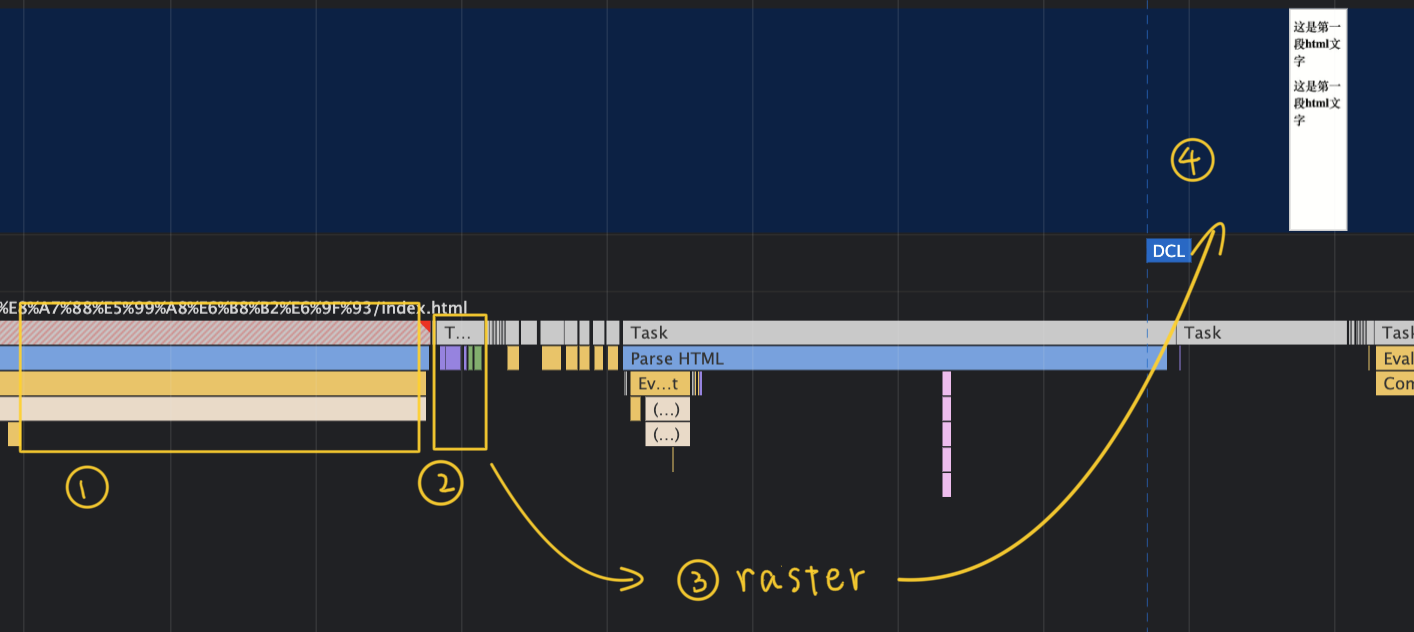 这是第一
段html文
字
这是第一
段html文
字
④
DCL
%E8%A7%88%E5%99%A8%E6%B8%B2%E6%9F%93/index.html
T... Task Task Task
Parse HTML Eval
Ev...t Con
(...)
(...)
① ②
③ raster